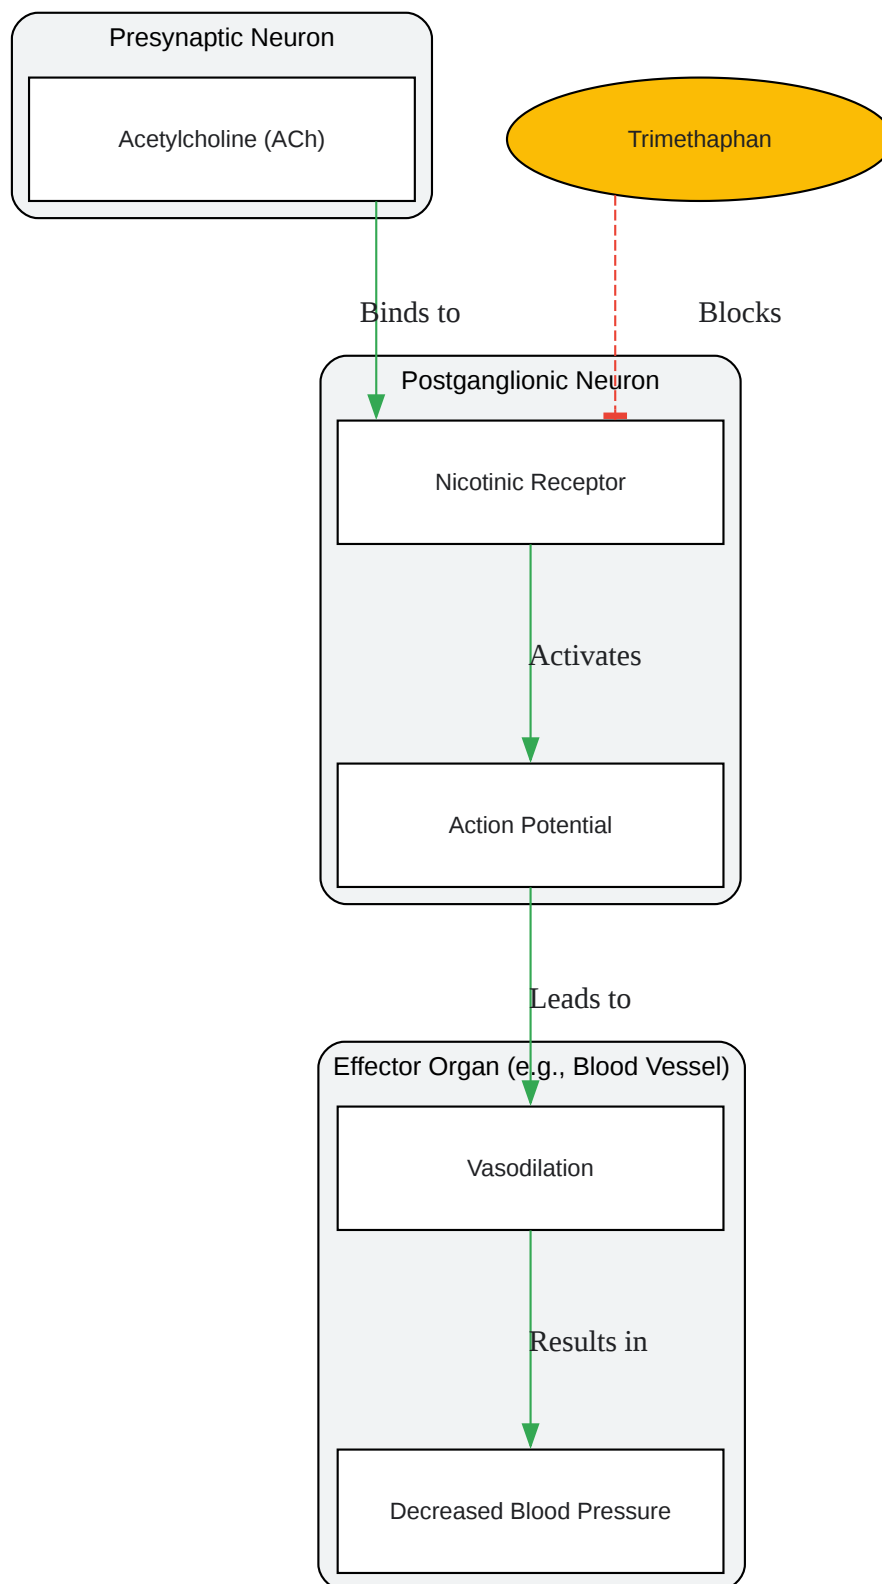 Presynaptic Neuron
Acetylcholine (ACh)
Trimethaphan
Binds to
Blocks
Postganglionic Neuron
Nicotinic Receptor
Activates
Action Potential
Leads to
Effector Organ (e.g., Blood Vessel)
Vasodilation
Results in
Decreased Blood Pressure